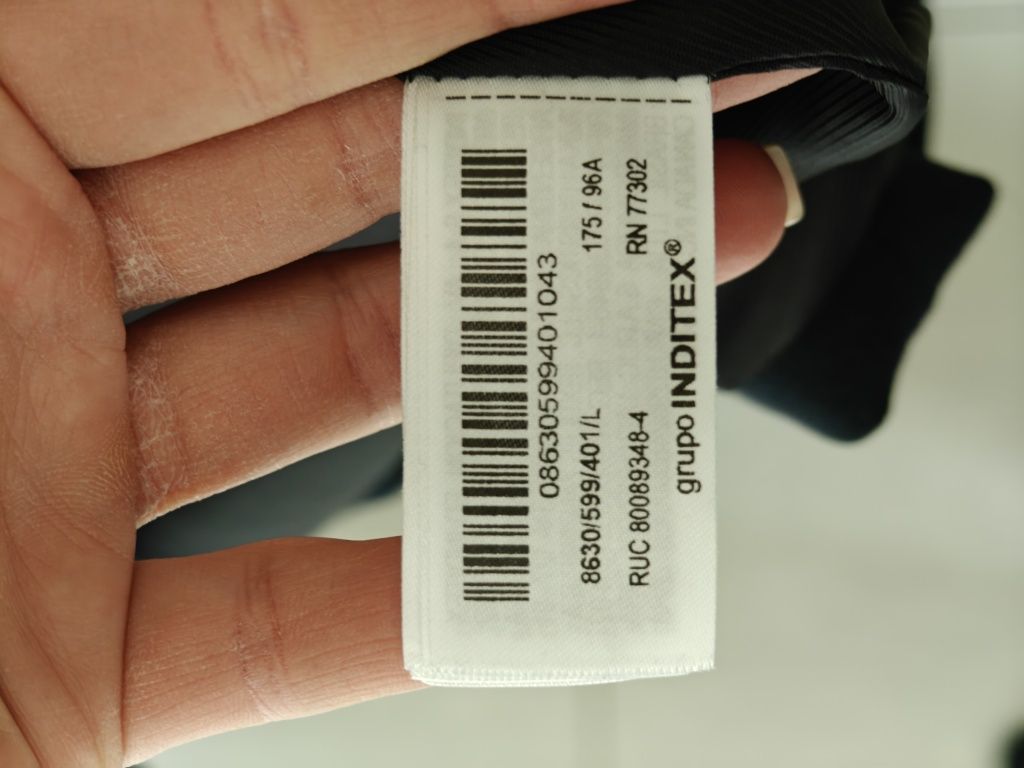 08630599401043
8630/599/401/L 175 / 96A
RUC 80089348-4 RN 77302
grupo INDITEX®